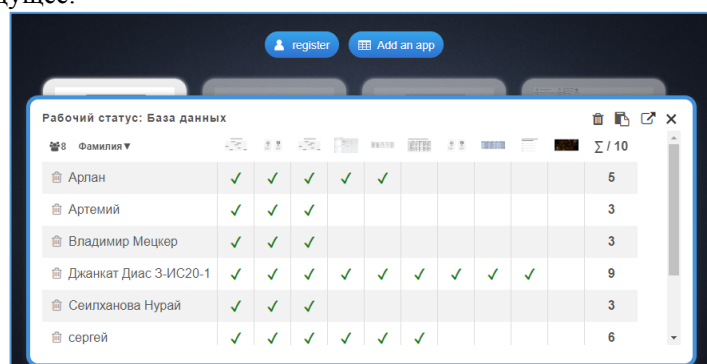 дущее.
register Add an app
Рабочий статус: База данных
8 Фамилия▼ Σ / 10
Арлан ✓ ✓ ✓ ✓ ✓ 5
Артемий ✓ ✓ ✓ 3
Владимир Мецкер ✓ ✓ ✓ 3
Джанкат Диас 3-ИС20-1 ✓ ✓ ✓ ✓ ✓ ✓ ✓ ✓ ✓ 9
Сеилханова Нурай ✓ ✓ ✓ 3
сергей ✓ ✓ ✓ ✓ ✓ ✓ 6